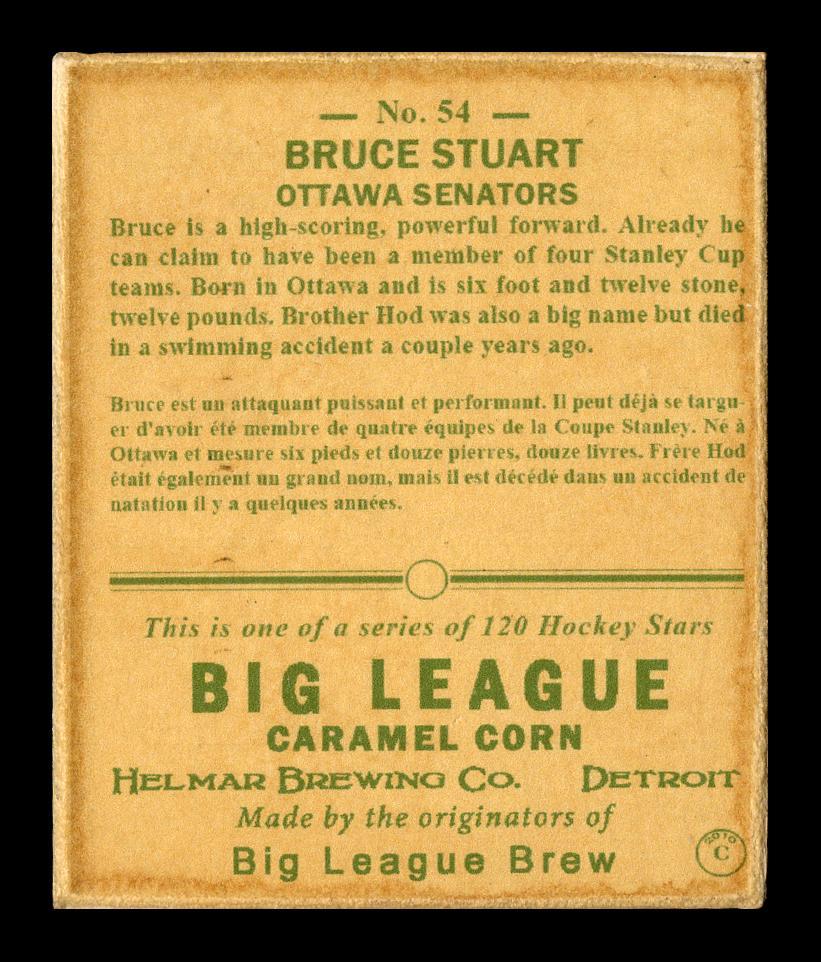 — No. 54 —
BRUCE STUART
OTTAWA SENATORS
Bruce is a high-scoring, powerful forward. Already he
can claim to have been a member of four Stanley Cup
teams. Born in Ottawa and is six foot and twelve stone,
twelve pounds. Brother Hod was also a big name but died
in a swimming accident a couple years ago.
Bruce est un attaquant puissant et performant. Il peut déjà se targu-
er d'avoir été membre de quatre équipes de la Coupe Stanley. Né à
Ottawa et mesure six pieds et douze pierres, douze livres. Frère Hod
était également un grand nom, mais il est décédé dans un accident de
natation il y a quelques années.
This is one of a series of 120 Hockey Stars
BIG LEAGUE
CARAMEL CORN
HELMAR BREWING CO. DETROIT
Made by the originators of
Big League Brew
2010
C